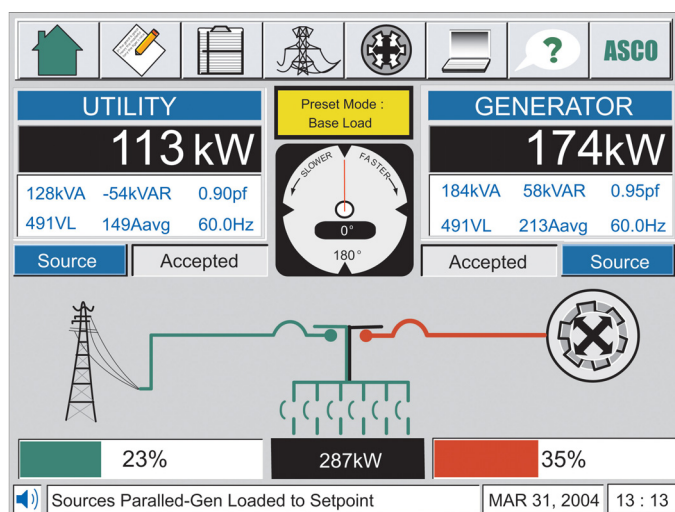 ?
ASCO
UTILITY
113 kW
128kVA -54kVAR 0.90pf
491VL 149Aavg 60.0Hz
Source Accepted
Preset Mode :
Base Load
SLOWER FASTER
0°
180°
GENERATOR
174kW
184kVA 58kVAR 0.95pf
491VL 213Aavg 60.0Hz
Accepted Source
23% 287kW 35%
Sources Paralled-Gen Loaded to Setpoint MAR 31, 2004 13 : 13